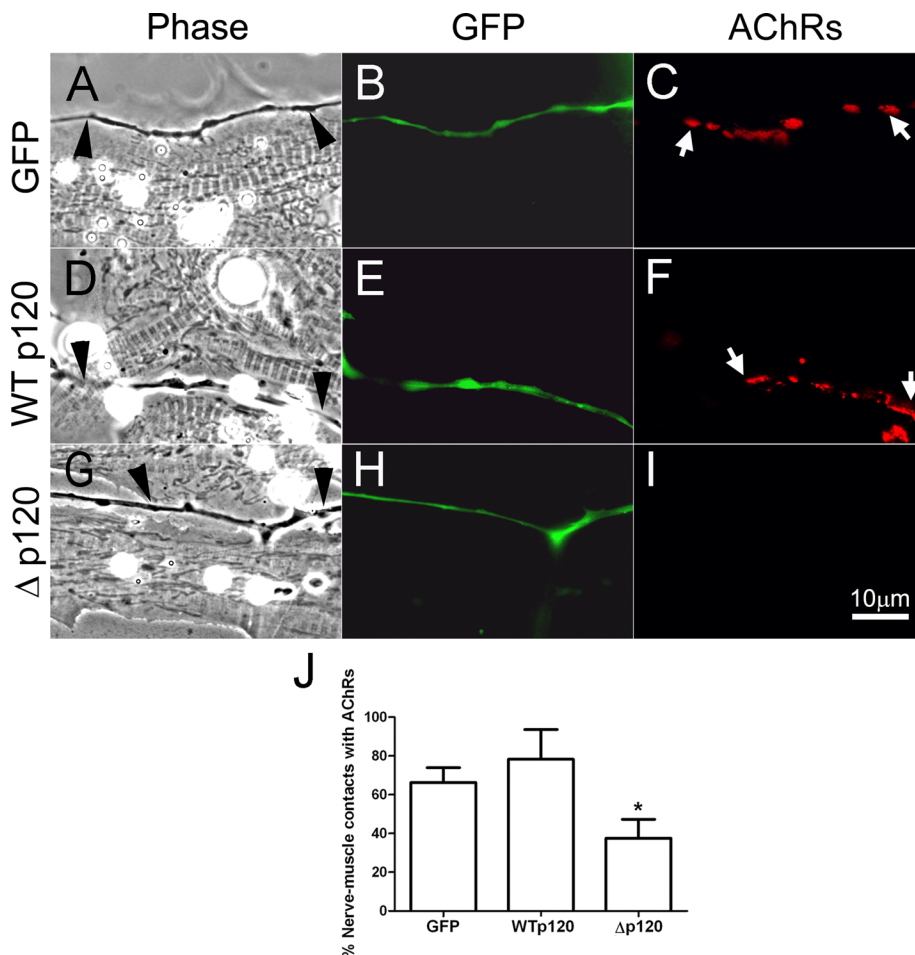 Phase GFP AChRs
GFP A B C
WT p120 D E F
Δ p120 G H I
10μm
J
% Nerve-muscle contacts with AChRs
100
80
60
40
20
0
*
GFP WTp120 Δp120